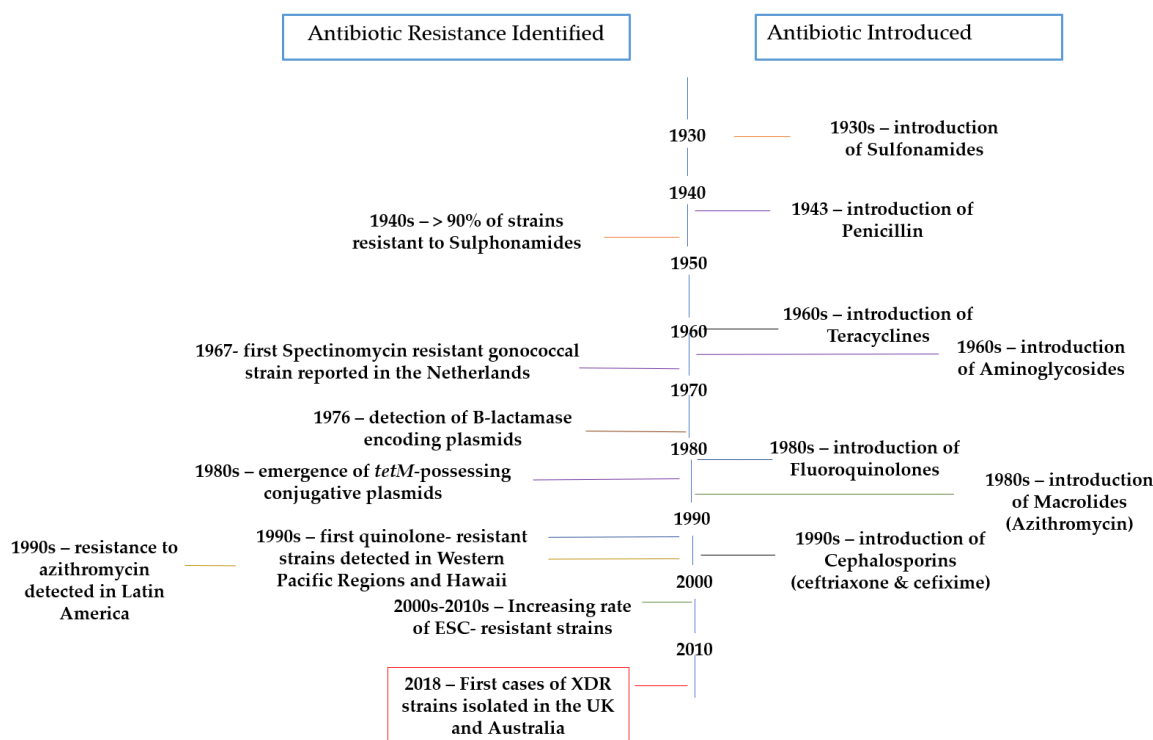 Antibiotic Resistance Identified
Antibiotic Introduced
1930
1930s – introduction
of Sulfonamides
1940
1943 – introduction of
Penicillin
1940s – > 90% of strains
resistant to Sulphonamides
1950
1960s – introduction of
Teracyclines
1960
1967- first Spectinomycin resistant gonococcal
strain reported in the Netherlands
1960s – introduction
of Aminoglycosides
1970
1976 – detection of B-lactamase
encoding plasmids
1980
1980s – introduction of
Fluoroquinolones
1980s – emergence of tetM-possessing
conjugative plasmids
1980s – introduction
of Macrolides
(Azithromycin)
1990
1990s – resistance to
azithromycin
detected in Latin
America
1990s – first quinolone- resistant
strains detected in Western
Pacific Regions and Hawaii
1990s – introduction of
Cephalosporins
(ceftriaxone & cefixime)
2000
2000s-2010s – Increasing rate
of ESC- resistant strains
2010
2018 – First cases of XDR
strains isolated in the UK
and Australia